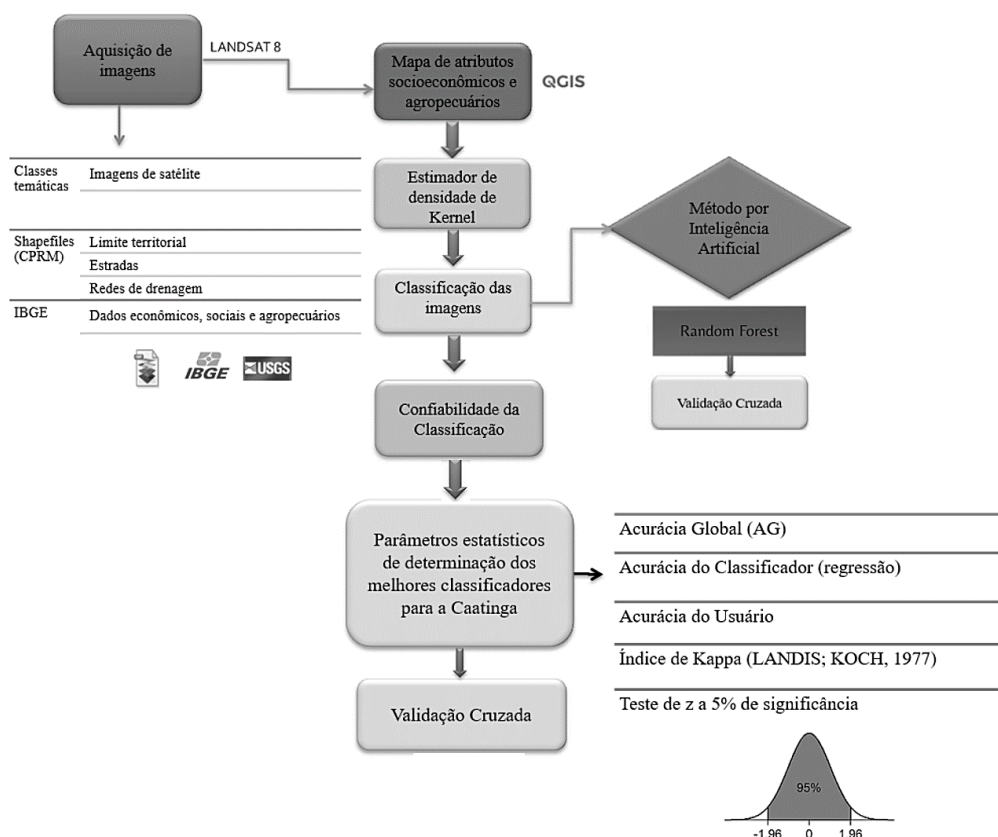 Aquisição de
imagens
LANDSAT 8
Mapa de atributos
socioeconômicos e
agropecuários
QGIS
Classes
temáticas
Imagens de satélite
Shapefiles
(CPRM)
Limite territorial
Estradas
Redes de drenagem
IBGE
Dados econômicos, sociais e agropecuários
IBGE
USGS
Estimador de
densidade de
Kernel
Classificação das
imagens
Método por
Inteligência
Artificial
Random Forest
Validação Cruzada
Confiabilidade da
Classificação
Parâmetros estatísticos
de determinação dos
melhores classificadores
para a Caatinga
Validação Cruzada
Acurácia Global (AG)
Acurácia do Classificador (regressão)
Acurácia do Usuário
Índice de Kappa (LANDIS; KOCH, 1977)
Teste de z a 5% de significância
95%
-1.96 0 1.96